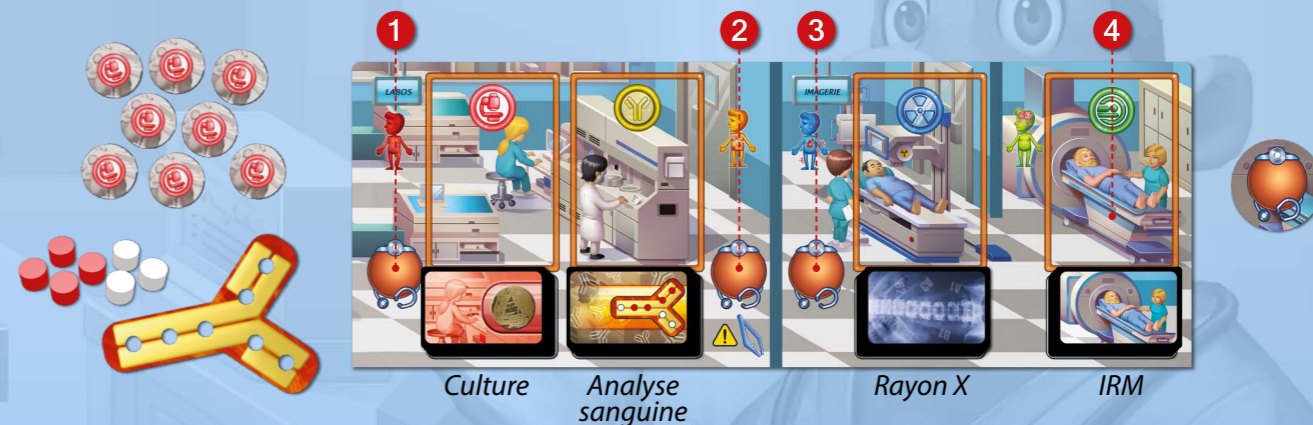 1
2
3
4
LABOS
IMAGERIE
Culture
Analyse
sanguine
Rayon X
IRM